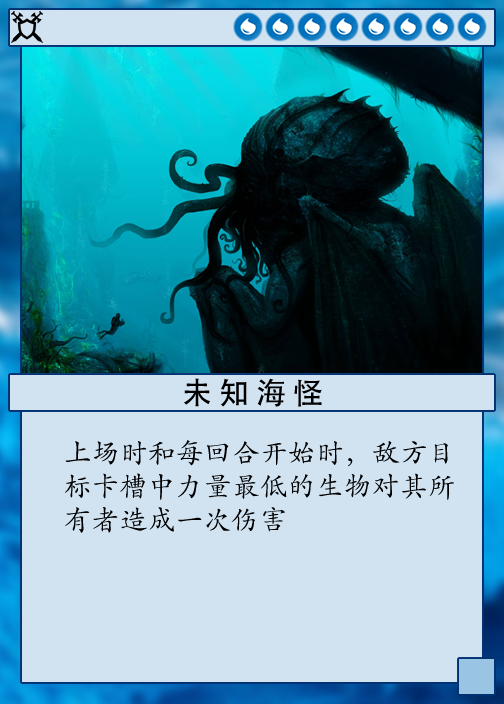 未知海怪
上场时和每回合开始时，敌方目
标卡槽中力量最低的生物对其所
有者造成一次伤害